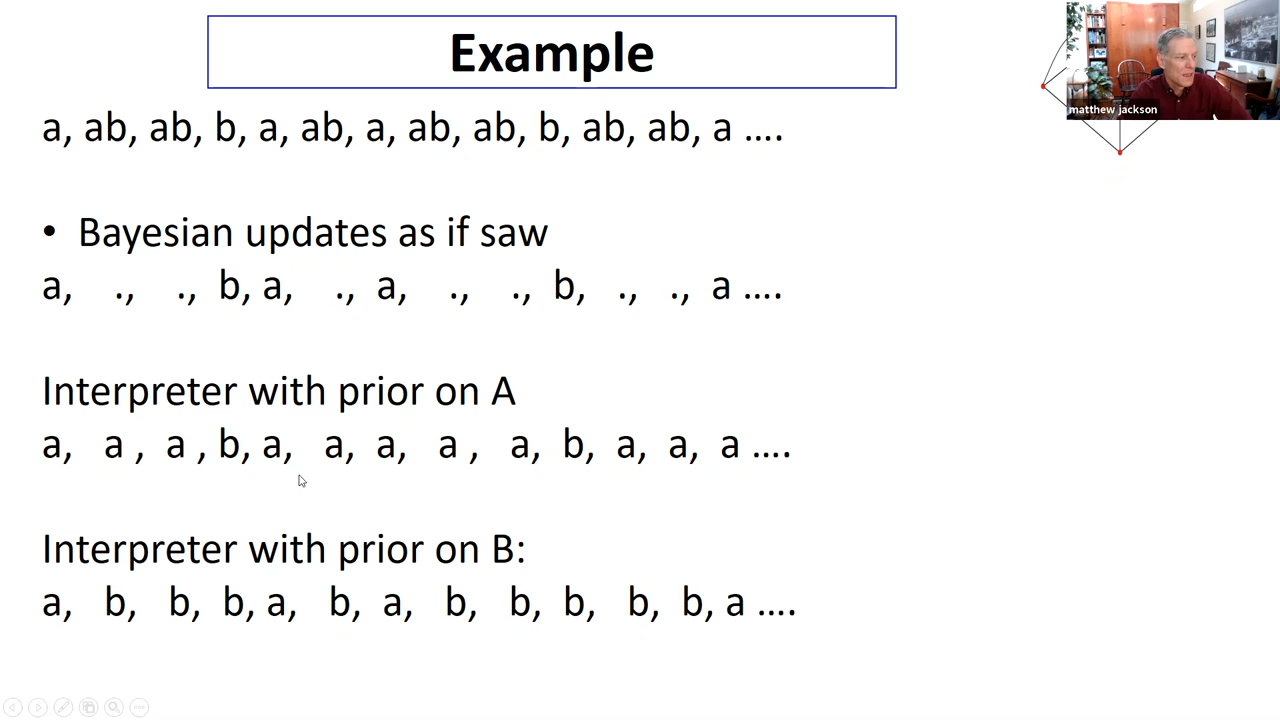 Example
matthew jackson
a, ab, ab, b, a, ab, a, ab, ab, b, ab, ab, a ....
• Bayesian updates as if saw
a, ., ., b, a, ., a, ., ., b, ., ., a ....
Interpreter with prior on A
a, a , a , b, a, a, a, a , a, b, a, a, a ....
Interpreter with prior on B:
a, b, b, b, a, b, a, b, b, b, b, b, a ....